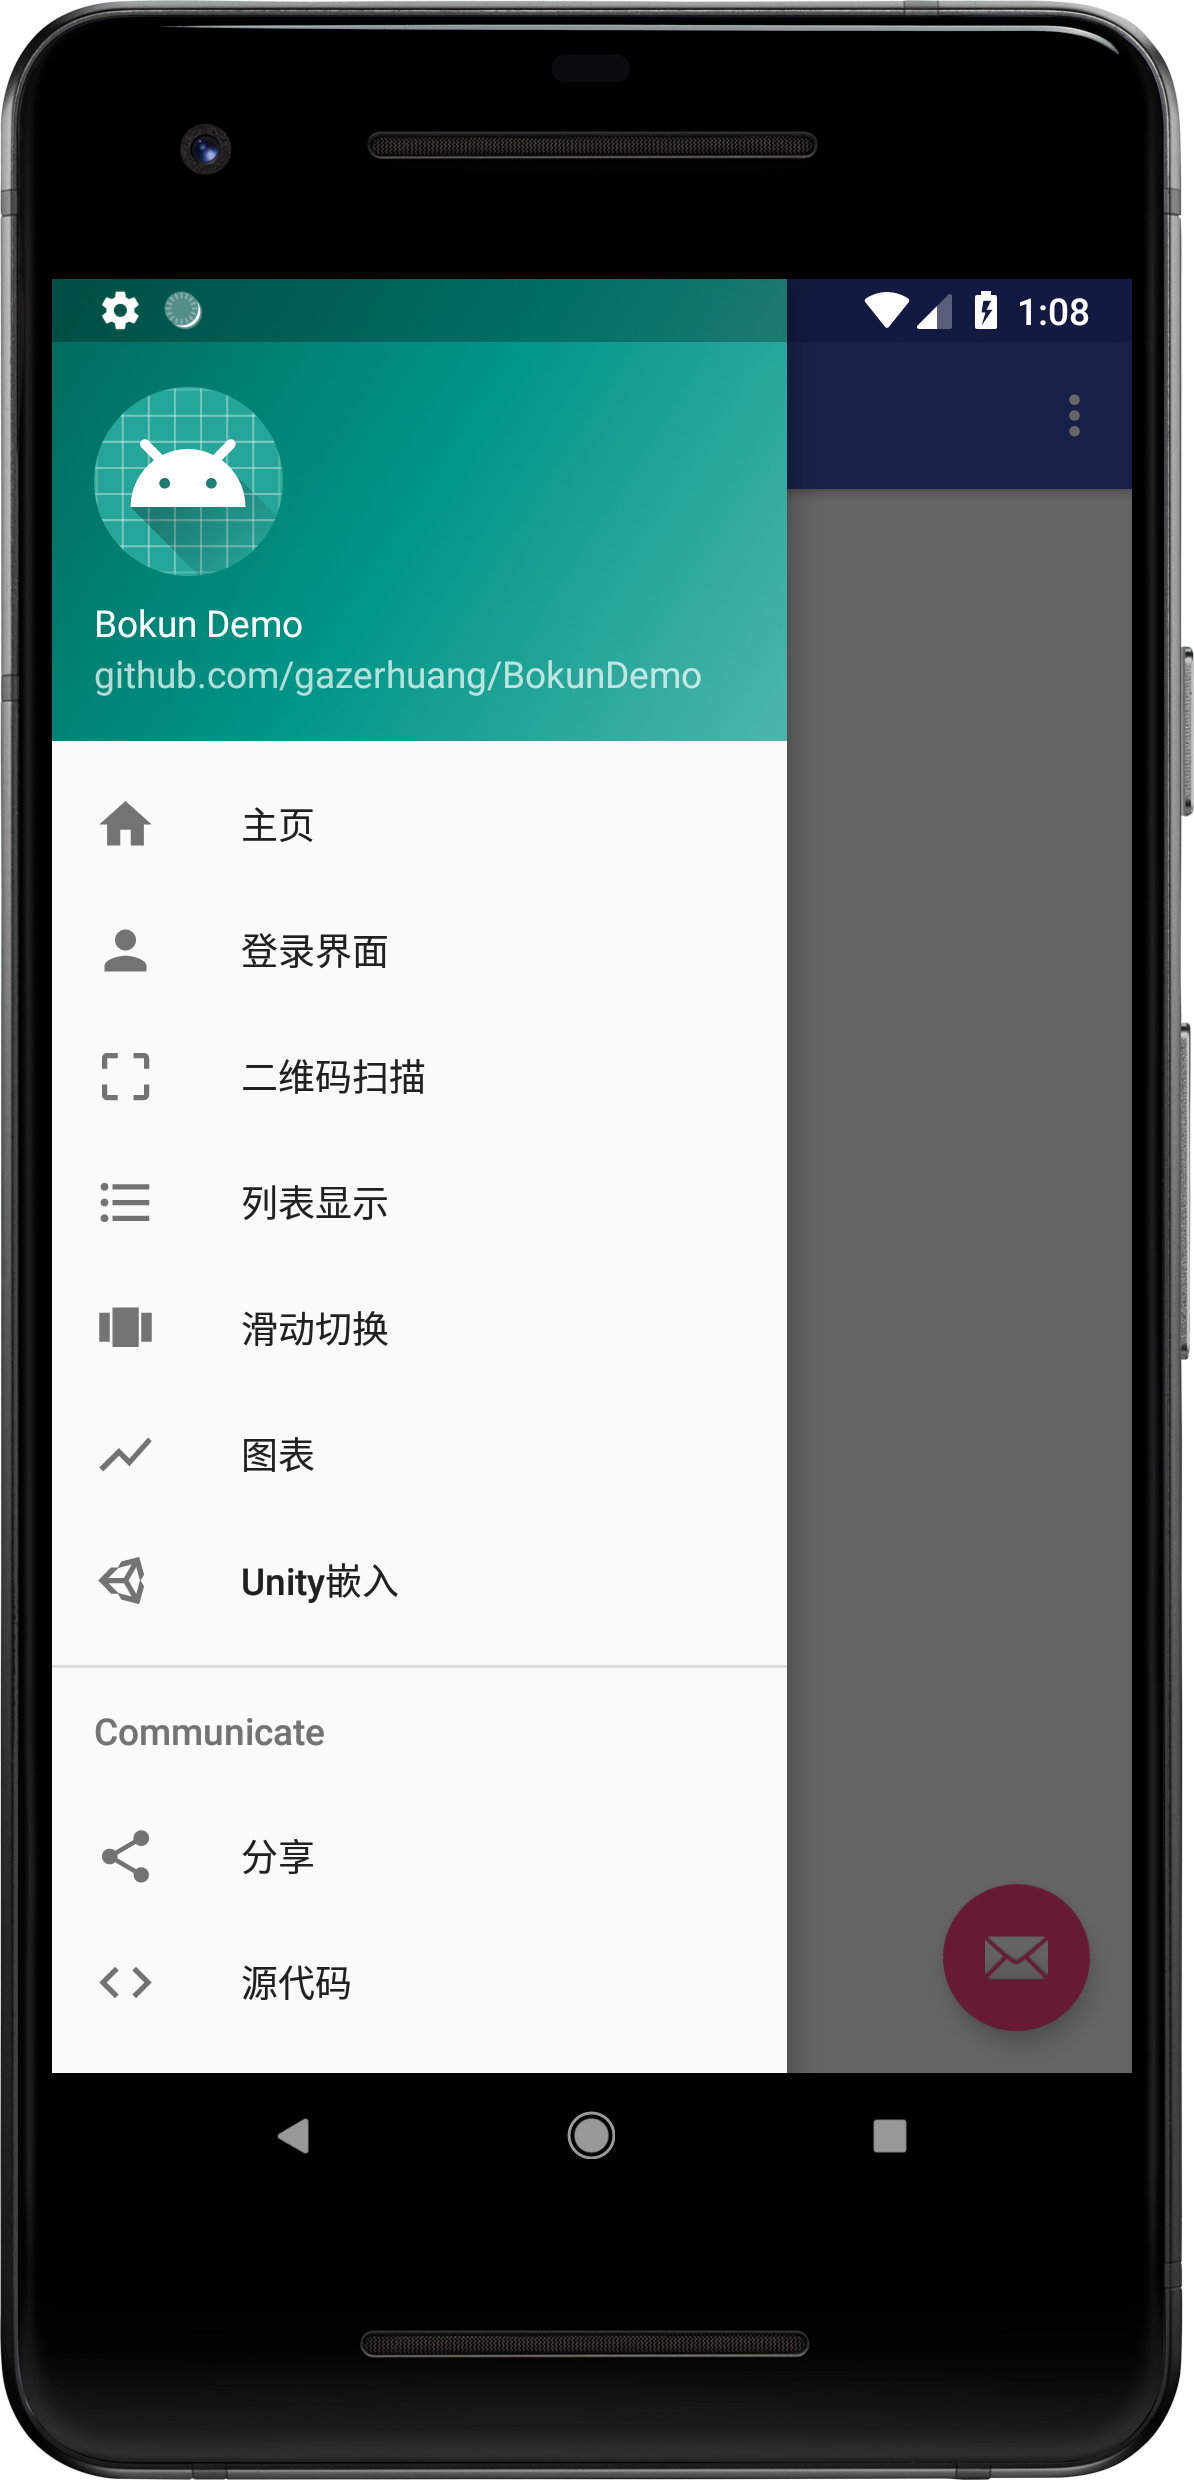 1:08
Bokun Demo
github.com/gazerhuang/BokunDemo
主页
登录界面
二维码扫描
列表显示
滑动切换
图表
Unity嵌入
Communicate
分享
源代码